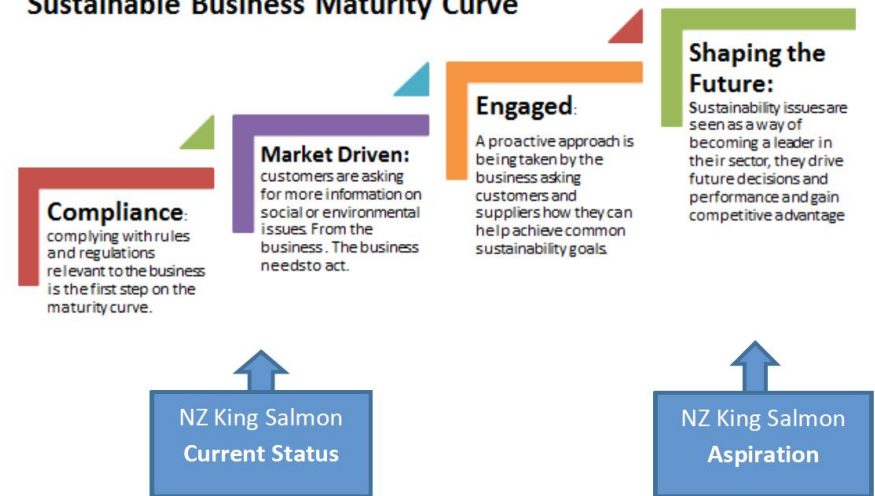 Sustainable Business Maturity Curve
Compliance:
complying with rules
and regulations
relevant to the business
is the first step on the
maturity curve.
Market Driven:
customers are asking
for more information on
social or environmental
issues. From the
business. The business
needs to act.
Engaged:
A proactive approach is
being taken by the
business asking
customers and
suppliers how they can
help achieve common
sustainability goals.
Shaping the
Future:
Sustainability issues are
seen as a way of
becoming a leader in
their sector, they drive
future decisions and
performance and gain
competitive advantage
NZ King Salmon
Current Status
NZ King Salmon
Aspiration